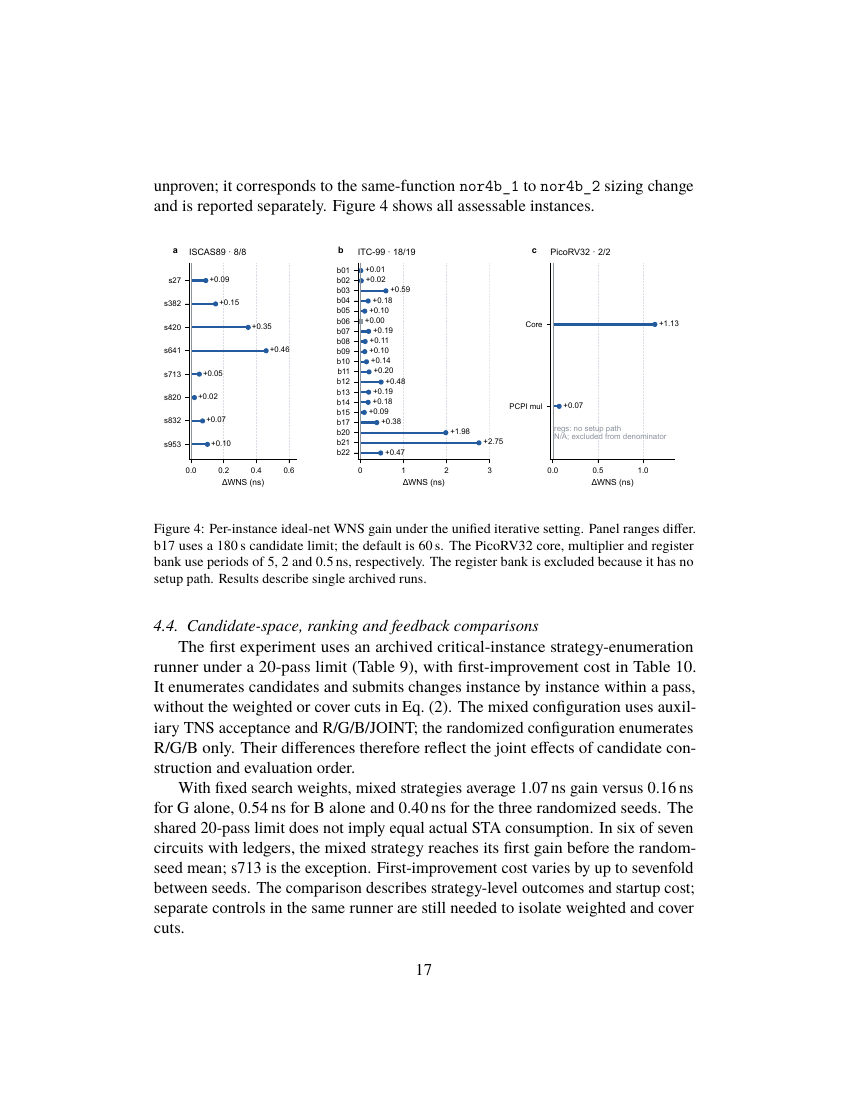 unproven; it corresponds to the same-function nor4b_1 to nor4b_2 sizing change
and is reported separately. Figure 4 shows all assessable instances.
a ISCAS89 · 8/8
s27 +0.09
s382 +0.15
s420 +0.35
s641 +0.46
s713 +0.05
s820 +0.02
s832 +0.07
s953 +0.10
0.0 0.2 0.4 0.6
ΔWNS (ns)
b ITC-99 · 18/19
b01 +0.01
b02 +0.02
b03 +0.59
b04 +0.18
b05 +0.10
b06 +0.00
b07 +0.19
b08 +0.11
b09 +0.10
b10 +0.14
b11 +0.20
b12 +0.48
b13 +0.19
b14 +0.18
b15 +0.09
b17 +0.38
b20 +1.98
b21 +2.75
b22 +0.47
0 1 2 3
ΔWNS (ns)
c PicoRV32 · 2/2
Core +1.13
PCPI mul +0.07
regs: no setup path
N/A; excluded from denominator
0.0 0.5 1.0
ΔWNS (ns)
Figure 4: Per-instance ideal-net WNS gain under the unified iterative setting. Panel ranges differ.
b17 uses a 180 s candidate limit; the default is 60 s. The PicoRV32 core, multiplier and register
bank use periods of 5, 2 and 0.5 ns, respectively. The register bank is excluded because it has no
setup path. Results describe single archived runs.
4.4. Candidate-space, ranking and feedback comparisons
The first experiment uses an archived critical-instance strategy-enumeration
runner under a 20-pass limit (Table 9), with first-improvement cost in Table 10.
It enumerates candidates and submits changes instance by instance within a pass,
without the weighted or cover cuts in Eq. (2). The mixed configuration uses auxil-
iary TNS acceptance and R/G/B/JOINT; the randomized configuration enumerates
R/G/B only. Their differences therefore reflect the joint effects of candidate con-
struction and evaluation order.
With fixed search weights, mixed strategies average 1.07 ns gain versus 0.16 ns
for G alone, 0.54 ns for B alone and 0.40 ns for the three randomized seeds. The
shared 20-pass limit does not imply equal actual STA consumption. In six of seven
circuits with ledgers, the mixed strategy reaches its first gain before the random-
seed mean; s713 is the exception. First-improvement cost varies by up to sevenfold
between seeds. The comparison describes strategy-level outcomes and startup cost;
separate controls in the same runner are still needed to isolate weighted and cover
cuts.
17